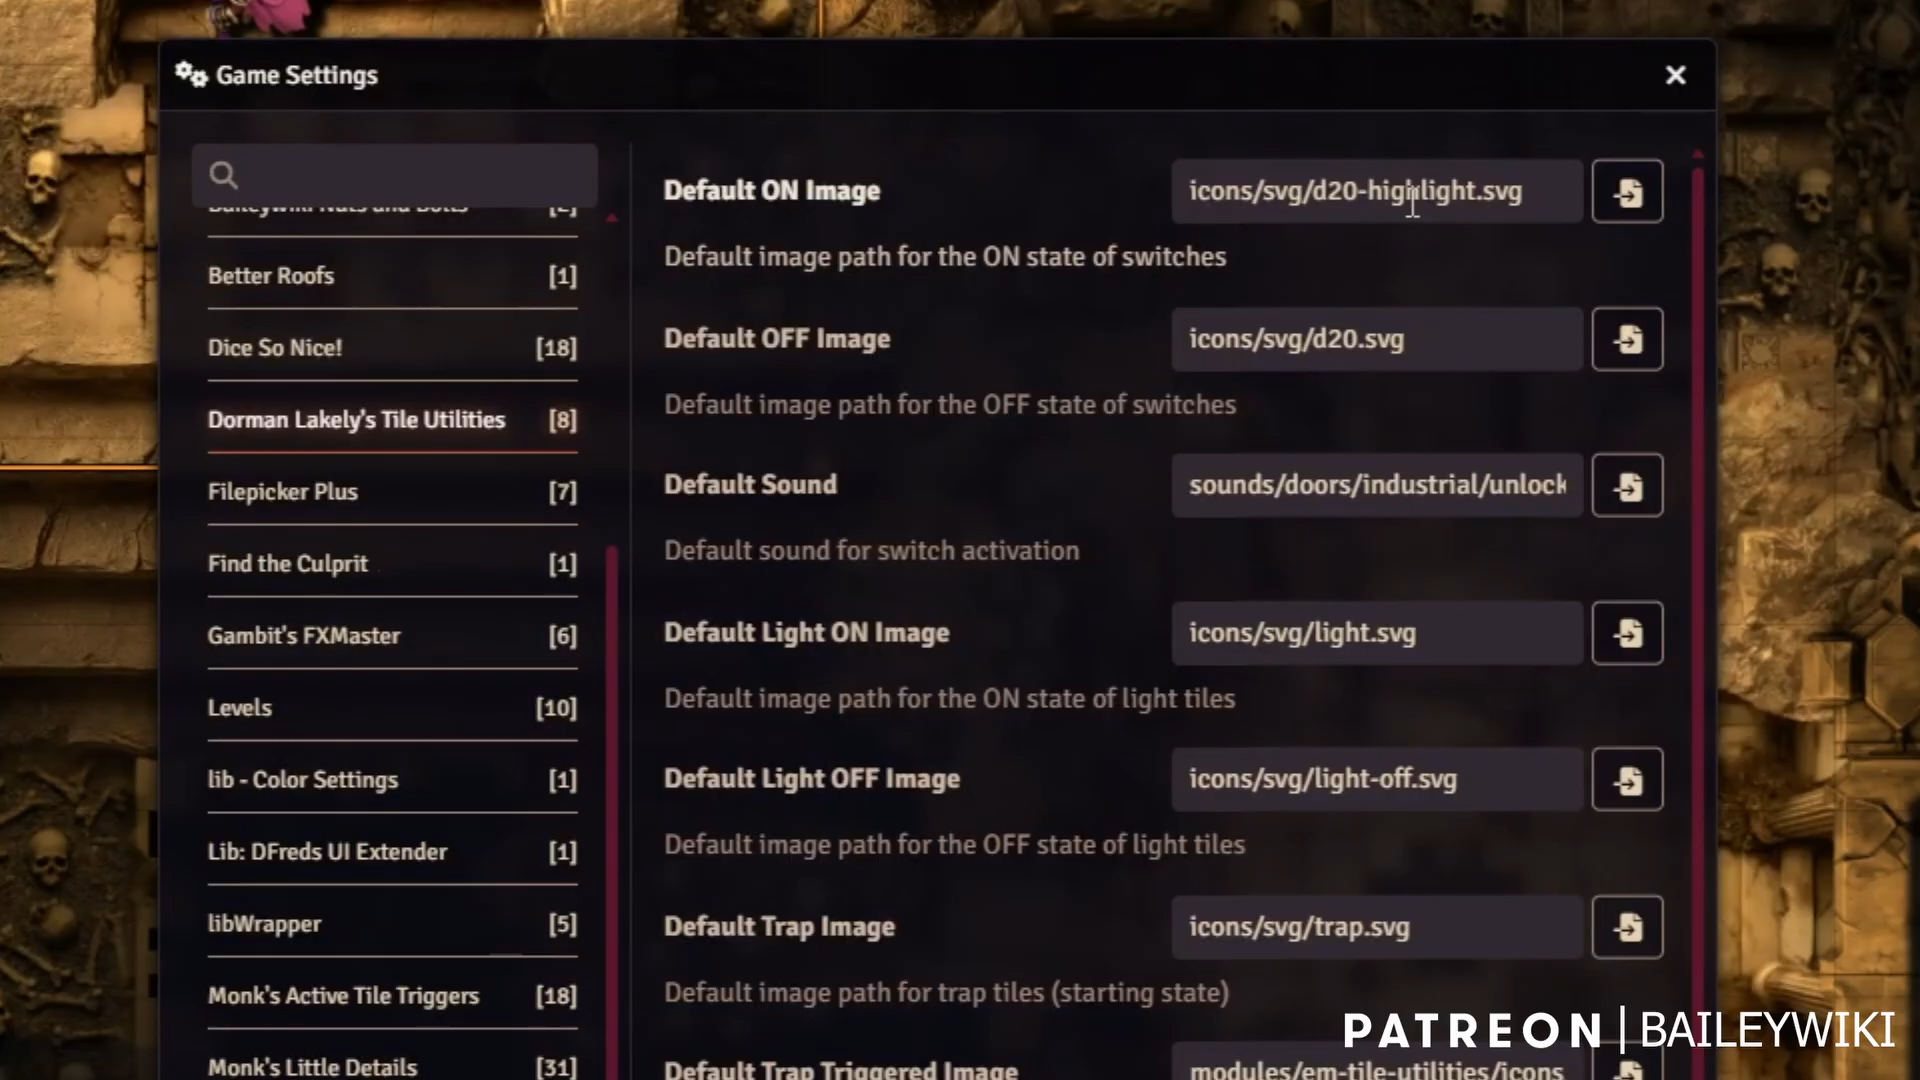 Game Settings
Baileywiki Nuts and Bolts [2]
Better Roofs [1]
Dice So Nice! [18]
Dorman Lakely's Tile Utilities [8]
Filepicker Plus [7]
Find the Culprit [1]
Gambit's FXMaster [6]
Levels [10]
lib - Color Settings [1]
Lib: DFreds UI Extender [1]
libWrapper [5]
Monk's Active Tile Triggers [18]
Monk's Little Details [31]
Default ON Image icons/svg/d20-highlight.svg
Default image path for the ON state of switches
Default OFF Image icons/svg/d20.svg
Default image path for the OFF state of switches
Default Sound sounds/doors/industrial/unlock
Default sound for switch activation
Default Light ON Image icons/svg/light.svg
Default image path for the ON state of light tiles
Default Light OFF Image icons/svg/light-off.svg
Default image path for the OFF state of light tiles
Default Trap Image icons/svg/trap.svg
Default image path for trap tiles (starting state)
Default Trap Triggered Image modules/em-tile-utilities/icons
PATREON | BAILEYWIKI